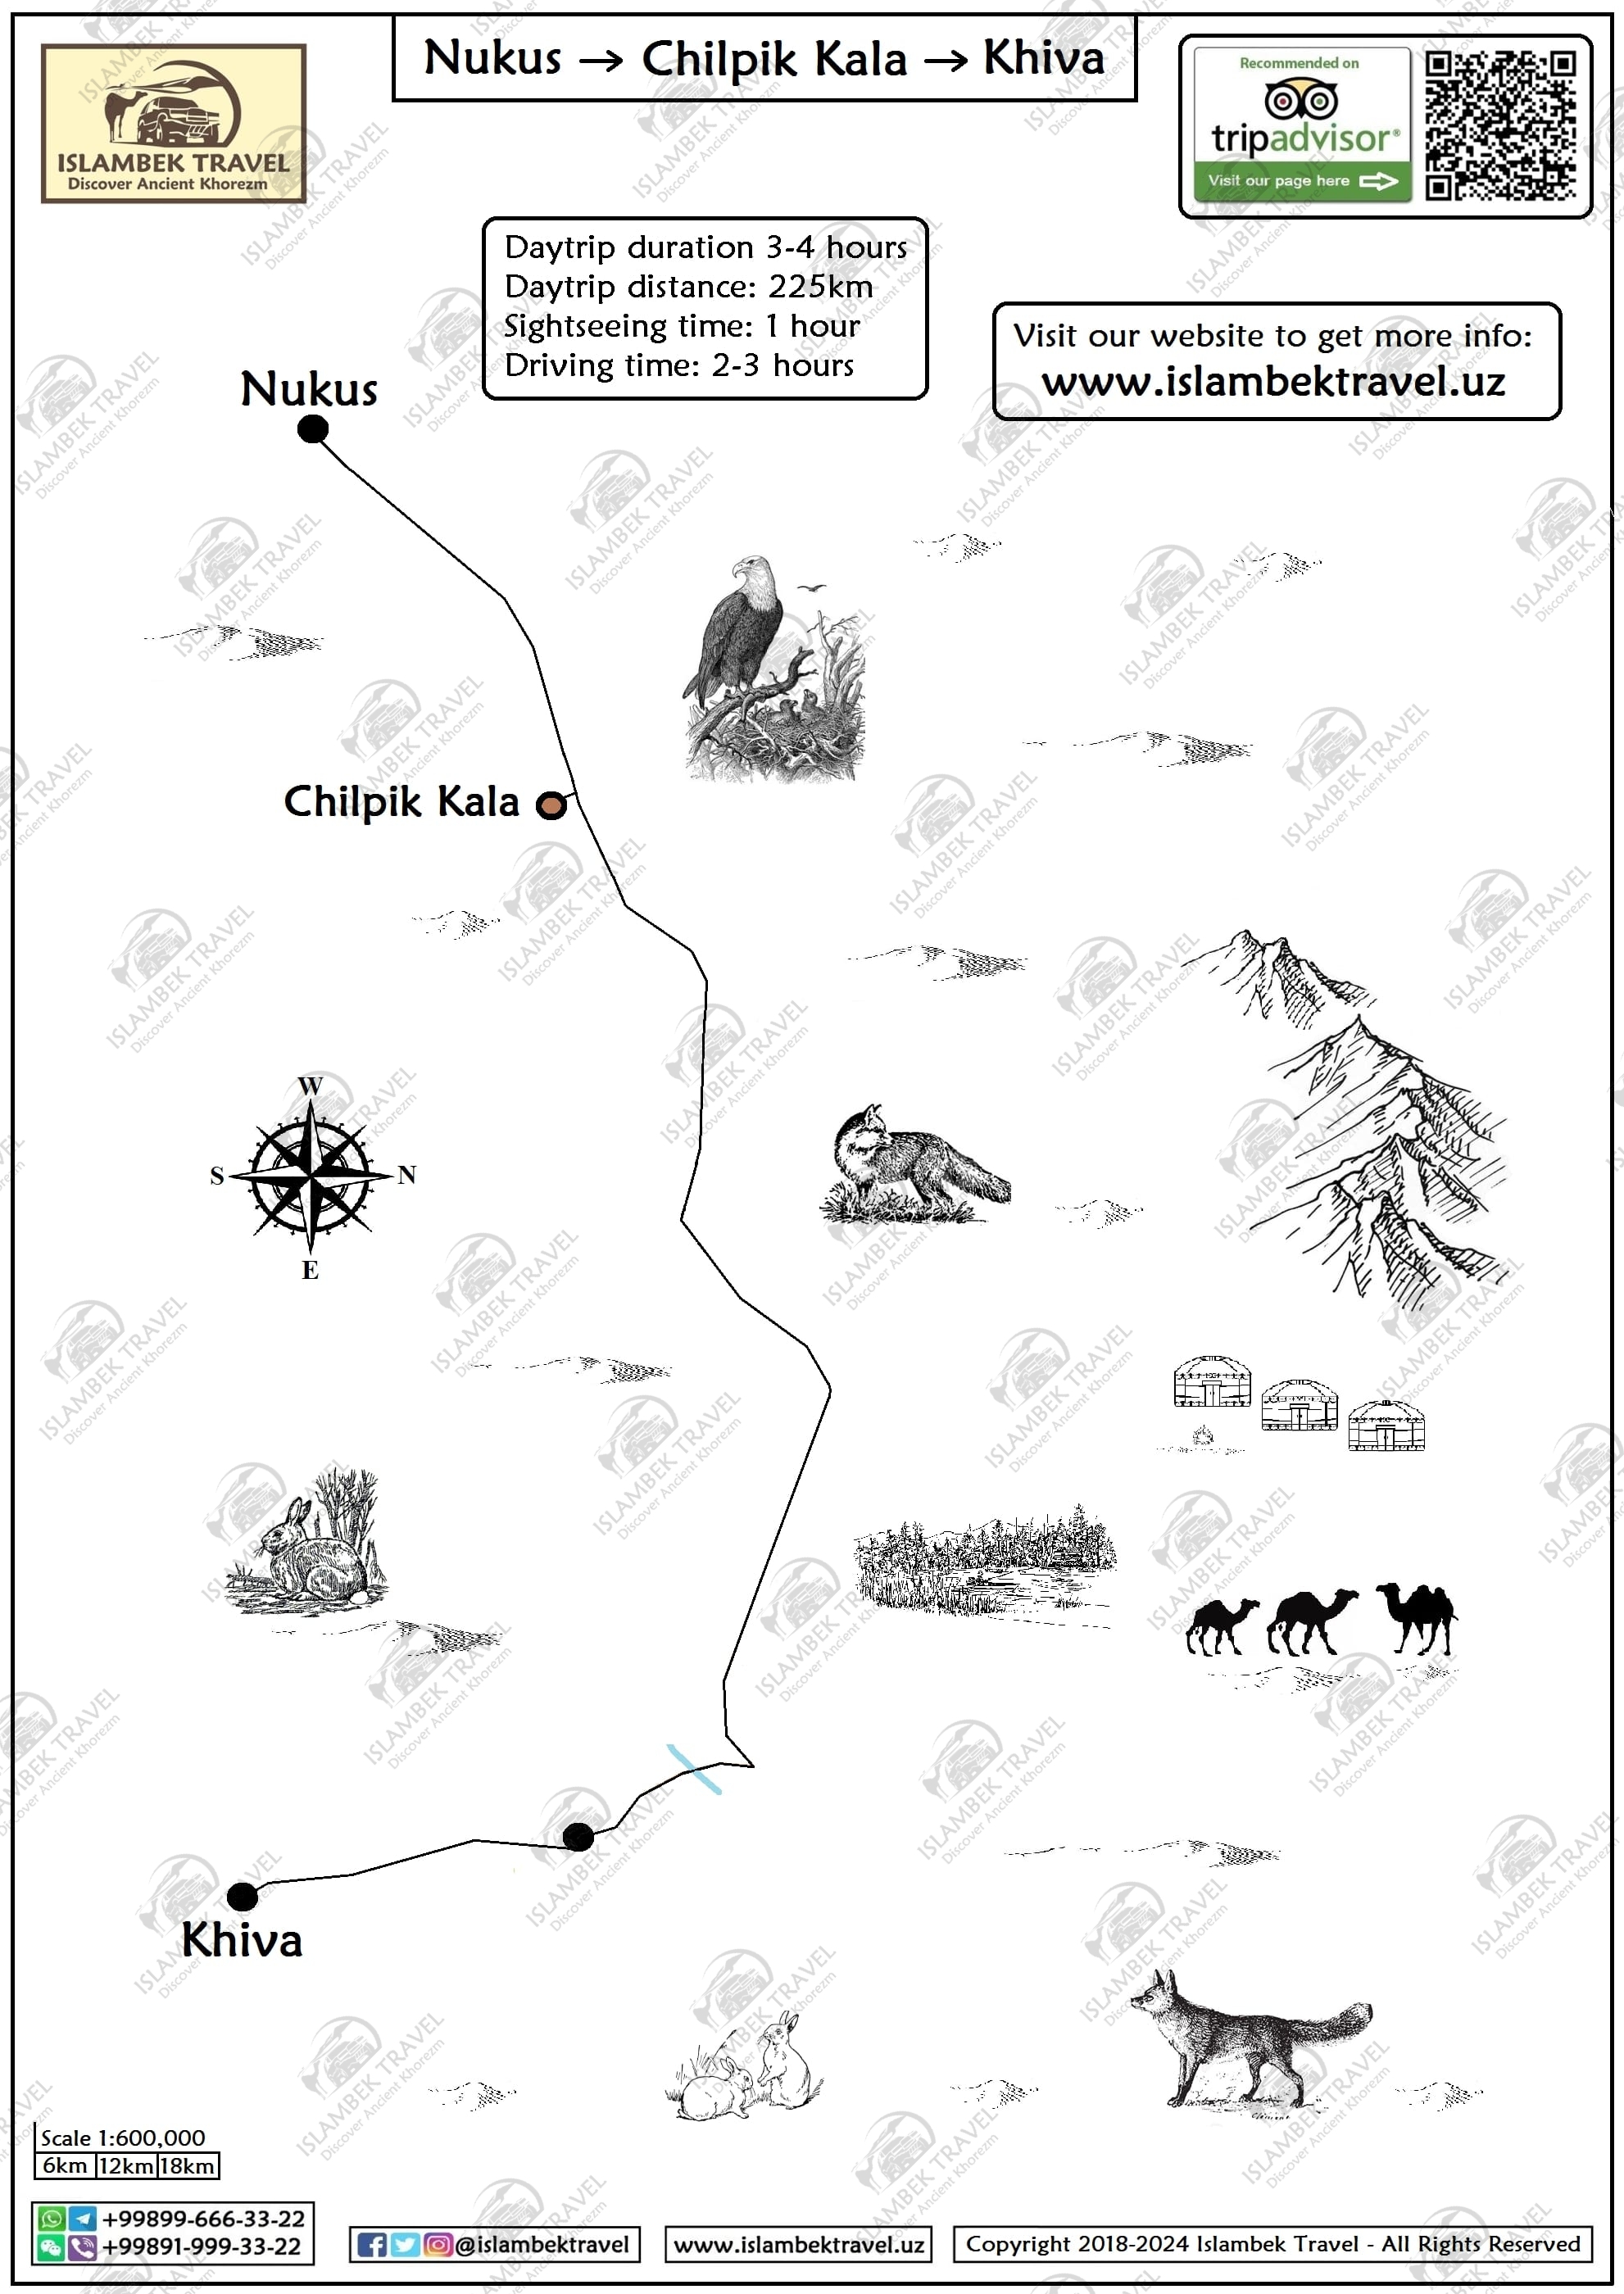 Nukus → Chilpik Kala → Khiva
ISLAMBEK TRAVEL
Discover Ancient Khorezm
Recommended on
tripadvisor®
Visit our page here
Daytrip duration 3-4 hours
Daytrip distance: 225km
Sightseeing time: 1 hour
Driving time: 2-3 hours
Visit our website to get more info:
www.islambektravel.uz
Nukus
Chilpik Kala
W
S N
E
Khiva
Scale 1:600,000
6km 12km 18km
+99899-666-33-22
+99891-999-33-22
@islambektravel
www.islambektravel.uz
Copyright 2018-2024 Islambek Travel - All Rights Reserved